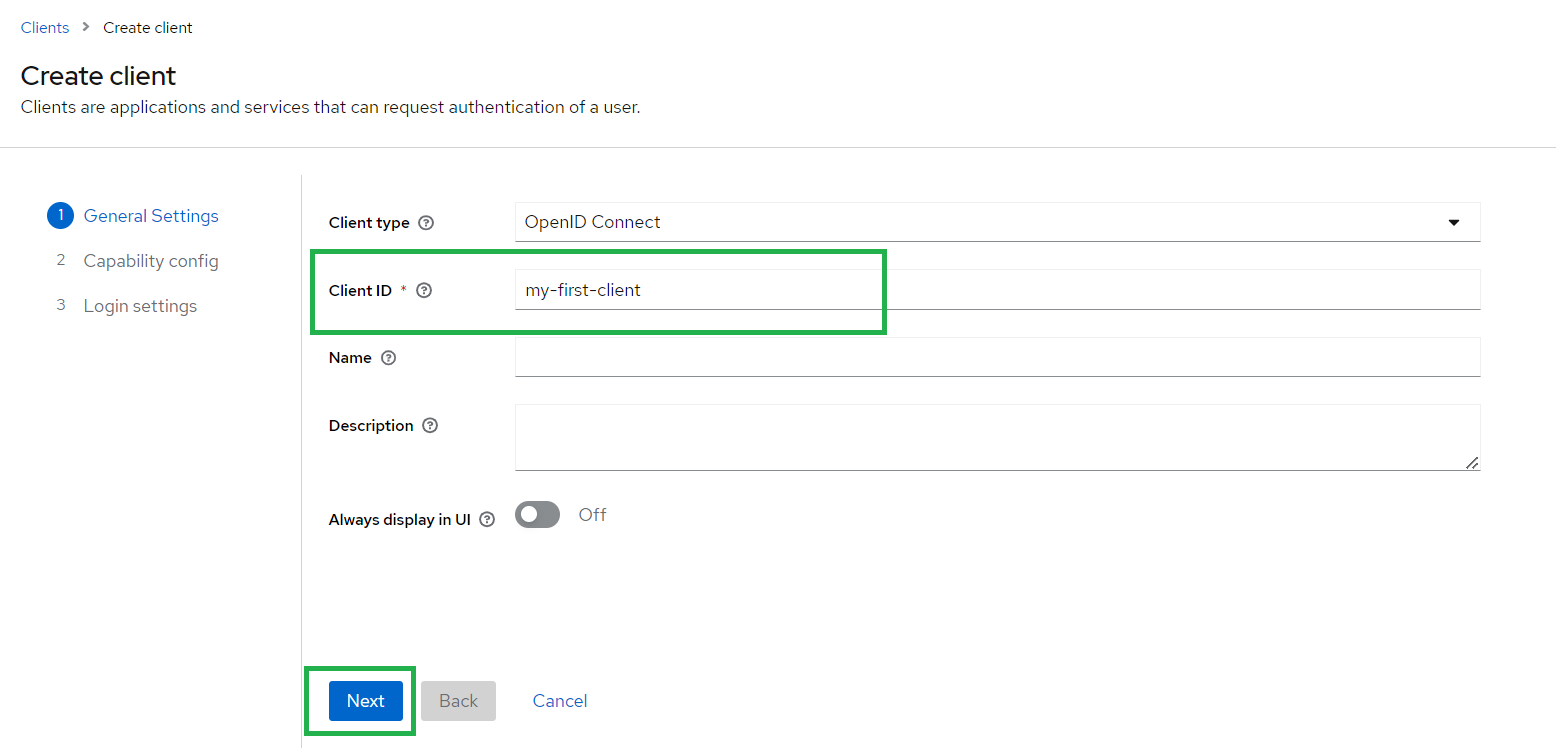 Clients > Create client
Create client
Clients are applications and services that can request authentication of a user.
1 General Settings
2 Capability config
3 Login settings
Client type ? OpenID Connect
Client ID * ? my-first-client
Name ?
Description ?
Always display in UI ? Off
Next Back Cancel